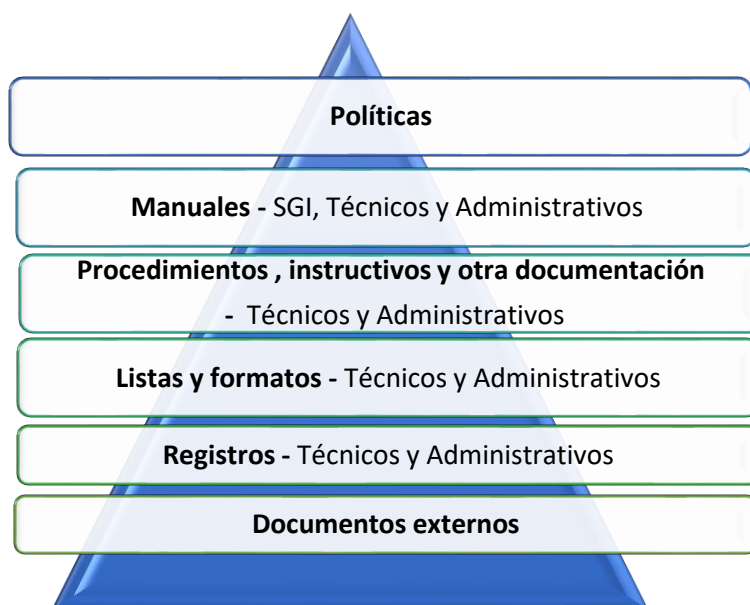 Políticas
Manuales - SGI, Técnicos y Administrativos
Procedimientos , instructivos y otra documentación
- Técnicos y Administrativos
Listas y formatos - Técnicos y Administrativos
Registros - Técnicos y Administrativos
Documentos externos